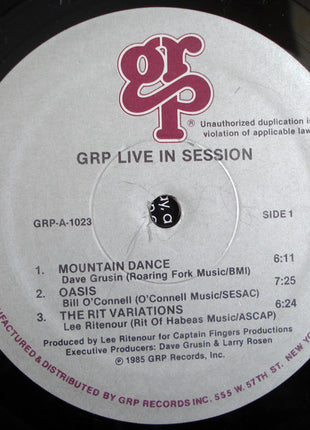 grp
® Unauthorized duplication is
violation of applicable law
GRP LIVE IN SESSION
GRP-A-1023
SIDE 1
1. MOUNTAIN DANCE 6:11
Dave Grusin (Roaring Fork Music/BMI)
2. OASIS 7:25
Bill O'Connell (O'Connell Music/SESAC)
3. THE RIT VARIATIONS 6:24
Lee Ritenour (Rit Of Habeas Music/ASCAP)
Produced by Lee Ritenour for Captain Fingers Productions
Executive Producers: Dave Grusin & Larry Rosen
℗ 1985 GRP Records, Inc.
& DISTRIBUTED BY GRP RECORDS INC. 555 W. 57TH ST. NEW